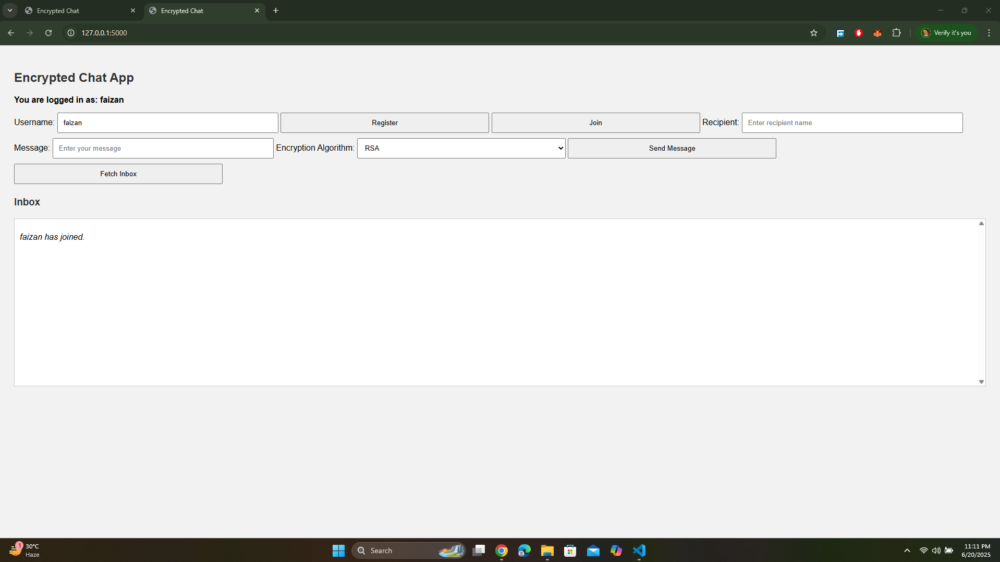 Encrypted Chat
Encrypted Chat
127.0.0.1:5000
Verify it's you
Encrypted Chat App
You are logged in as: faizan
Username: faizan Register Join Recipient: Enter recipient name
Message: Enter your message Encryption Algorithm: RSA Send Message
Fetch Inbox
Inbox
faizan has joined.
1
30°C
Haze
Search
11:11 PM
6/20/2025